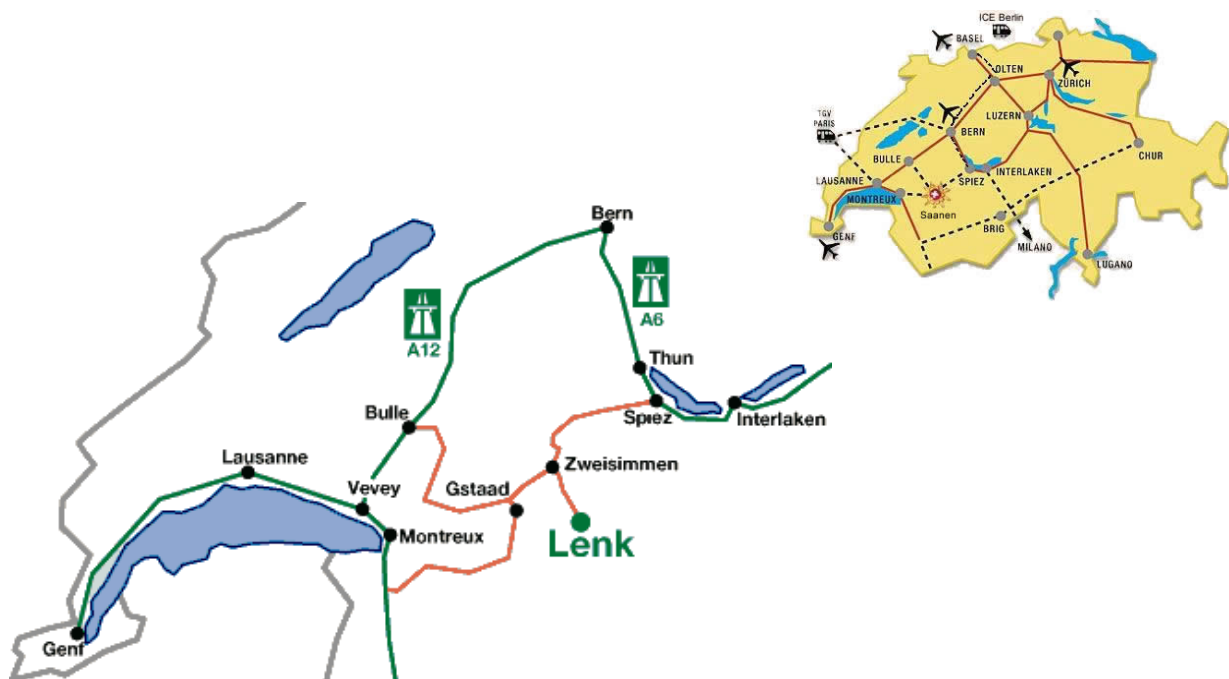 ICE Berlin
BASEL
OLTEN
ZÜRICH
TGV
PARIS
LUZERN
BERN
BULLE
CHUR
LAUSANNE
SPIEZ
INTERLAKEN
MONTREUX
Saanen
GENF
BRIG
MILANO
LUGANO
Bern
A6
A12
Thun
Bulle
Spiez
Interlaken
Lausanne
Zweisimmen
Vevey
Gstaad
Montreux
Lenk
Genf